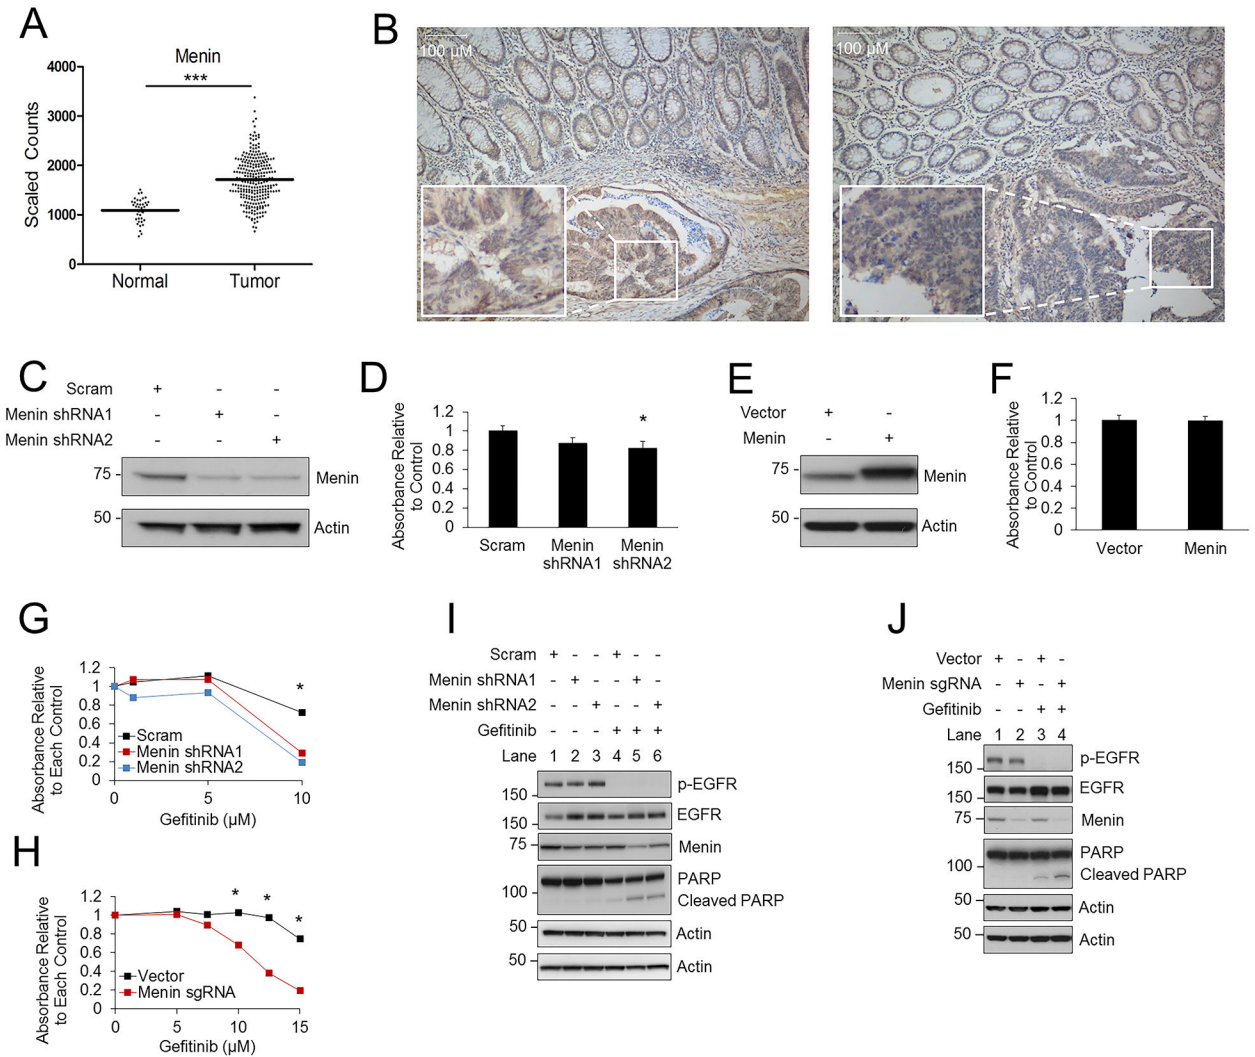 A
Menin
***
Scaled Counts
4000
3000
2000
1000
0
Normal Tumor
B
100 µM
100 µM
C
Scram + - -
Menin shRNA1 - + -
Menin shRNA2 - - +
75
Menin
50
Actin
D
Absorbance Relative
to Control
1.2
1
0.8
0.6
0.4
0.2
0
*
Scram Menin Menin
shRNA1 shRNA2
E
Vector + -
Menin - +
75
Menin
50
Actin
F
Absorbance Relative
to Control
1.2
1
0.8
0.6
0.4
0.2
0
Vector Menin
G
Absorbance Relative
to Each Control
1.2
1
0.8
0.6
0.4
0.2
0
*
Scram
Menin shRNA1
Menin shRNA2
0 5 10
Gefitinib (µM)
H
Absorbance Relative
to Each Control
1.2
1
0.8
0.6
0.4
0.2
0
* * *
Vector
Menin sgRNA
0 5 10 15
Gefitinib (µM)
I
Scram + - - + - -
Menin shRNA1 - + - - + -
Menin shRNA2 - - + - - +
Gefitinib - - - + + +
Lane 1 2 3 4 5 6
150
p-EGFR
150
EGFR
75
Menin
100
PARP
Cleaved PARP
50
Actin
50
Actin
J
Vector + - + -
Menin sgRNA - + - +
Gefitinib - - + +
Lane 1 2 3 4
150
p-EGFR
150
EGFR
75
Menin
100
PARP
Cleaved PARP
50
Actin
50
Actin